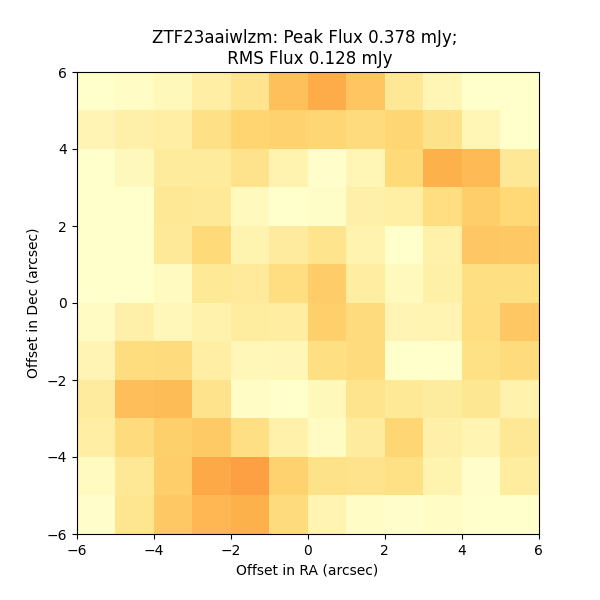 ZTF23aaiwlzm: Peak Flux 0.378 mJy;
RMS Flux 0.128 mJy
6
4
2
0
−2
−4
−6
Offset in Dec (arcsec)
−6 −4 −2 0 2 4 6
Offset in RA (arcsec)